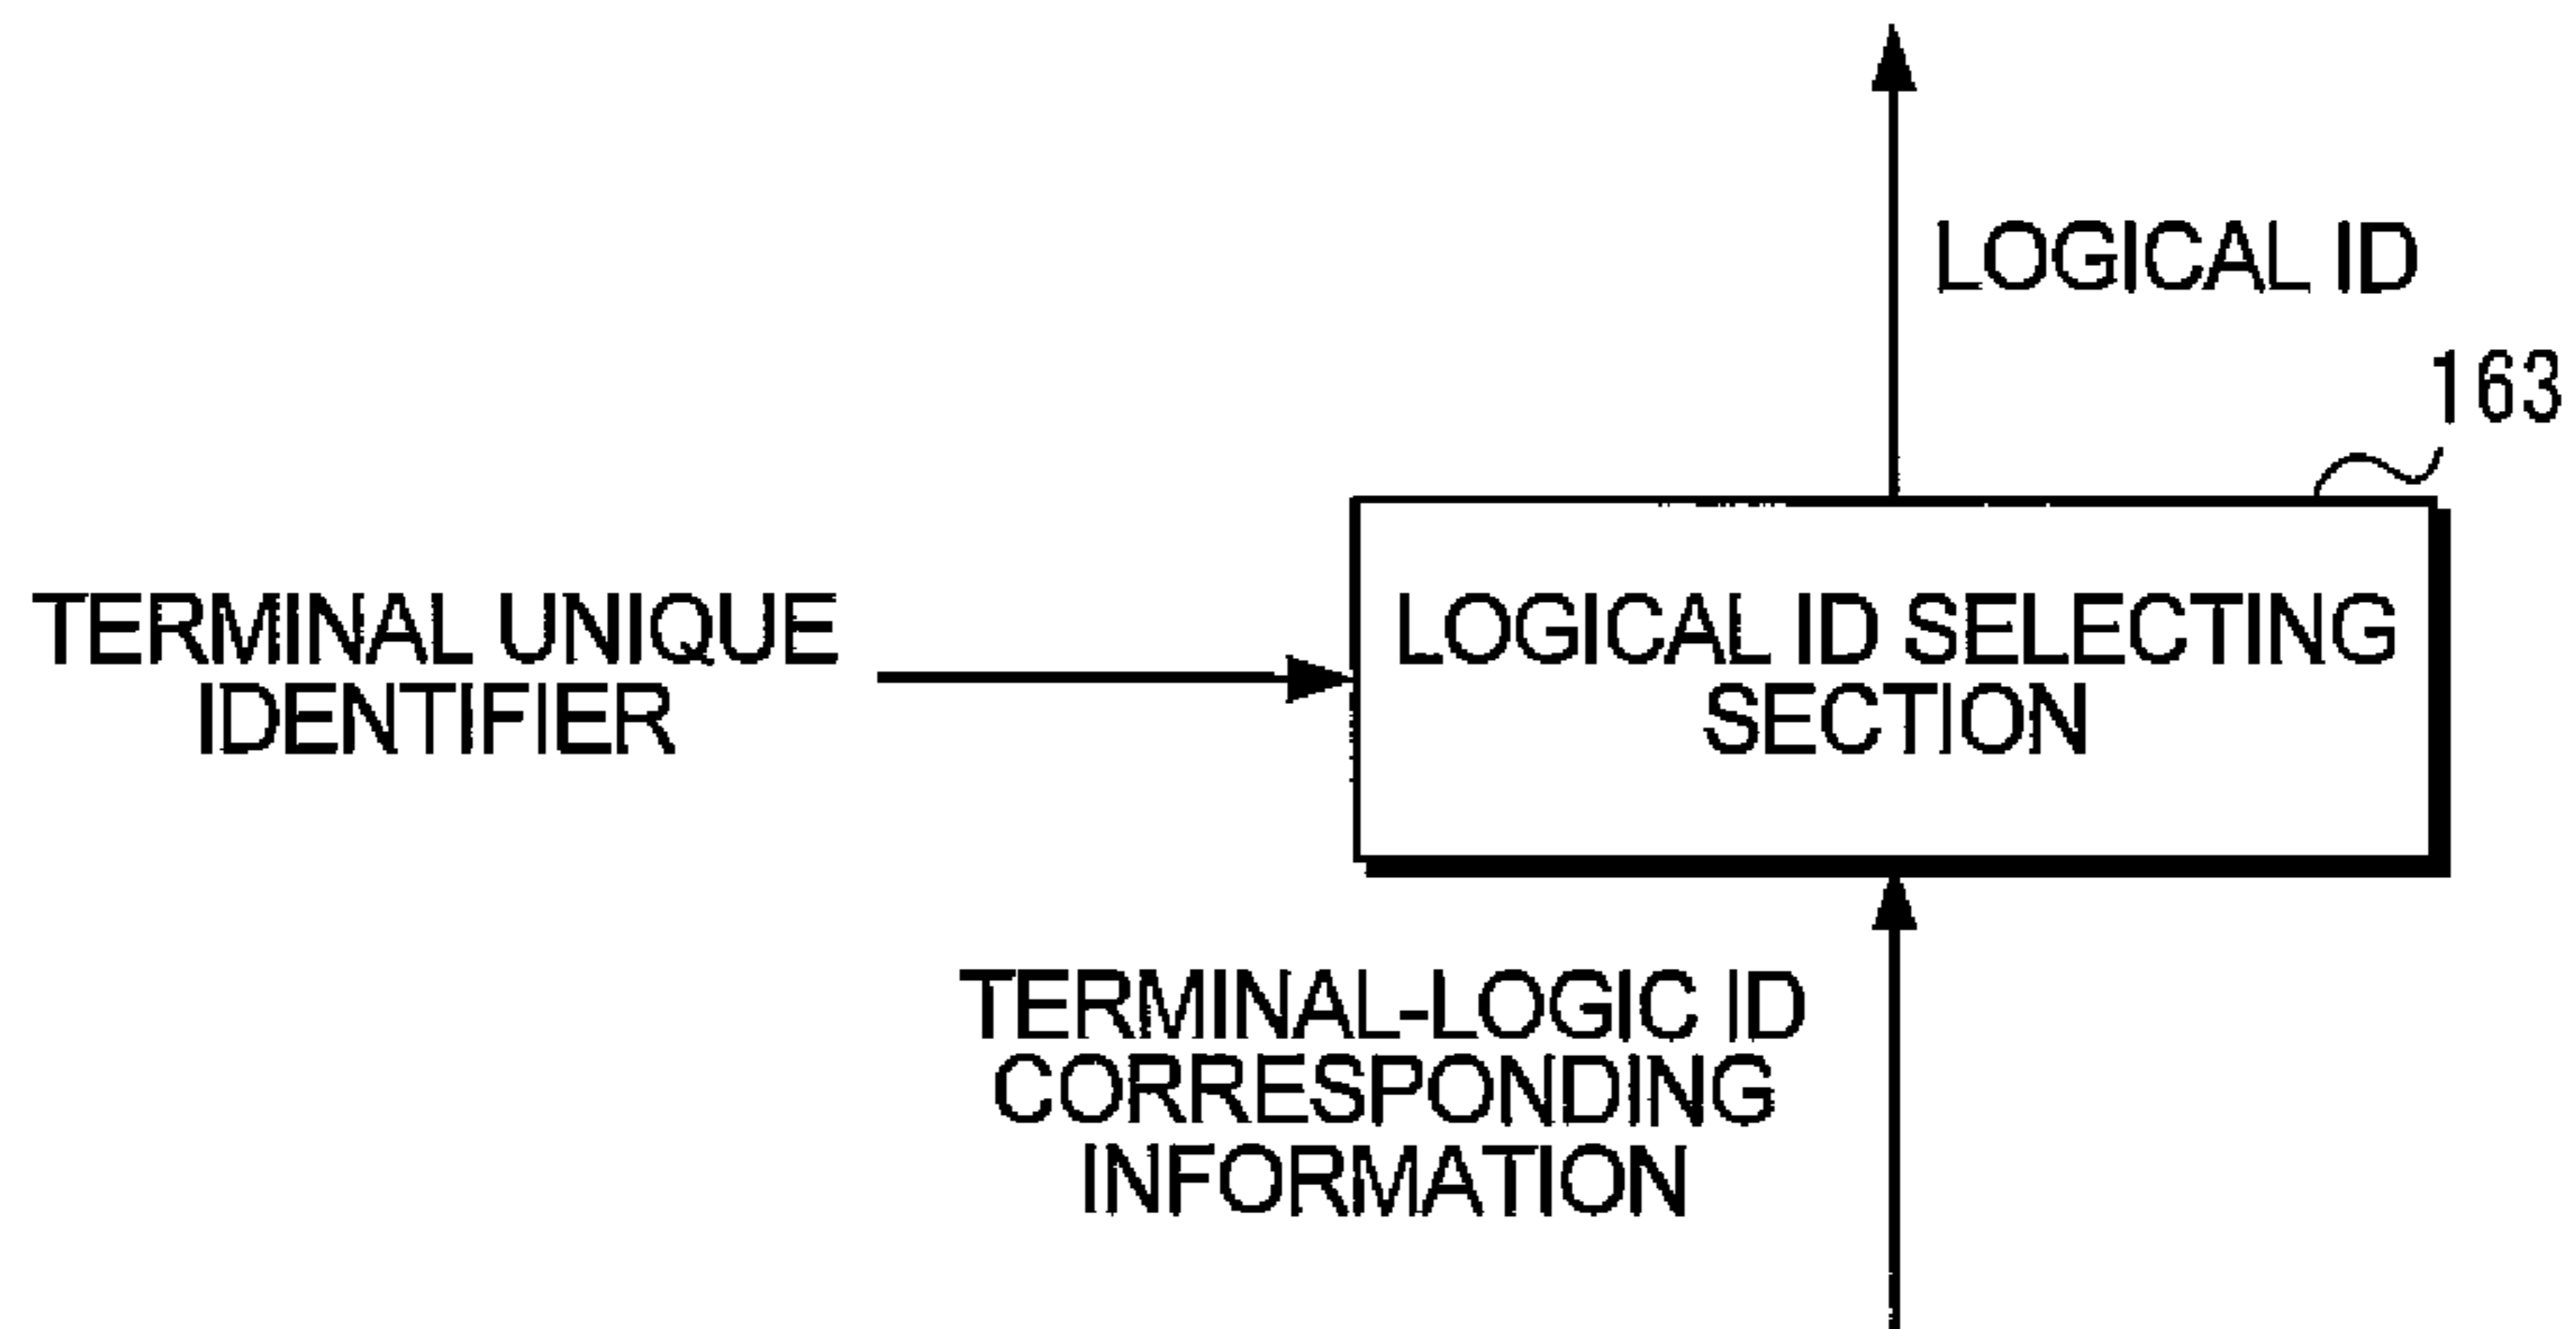 LOGICAL ID
163
TERMINAL UNIQUE
IDENTIFIER
LOGICAL ID SELECTING
SECTION
TERMINAL-LOGIC ID
CORRESPONDING
INFORMATION